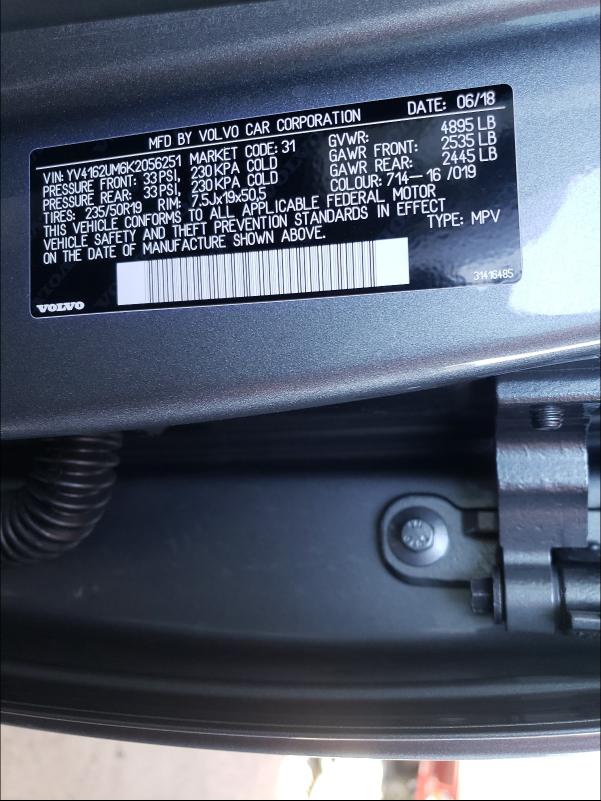 MFD BY VOLVO CAR CORPORATION DATE: 06/18
VIN: YV4162UM6K2056251 MARKET CODE: 31 GVWR: 4895 LB
PRESSURE FRONT: 33 PSI, 230 KPA COLD GAWR FRONT: 2535 LB
PRESSURE REAR: 33 PSI, 230 KPA COLD GAWR REAR: 2445 LB
TIRES: 235/50R19 RIM: 7,5Jx19x50,5 COLOUR: 714-16 /019
THIS VEHICLE CONFORMS TO ALL APPLICABLE FEDERAL MOTOR
VEHICLE SAFETY AND THEFT PREVENTION STANDARDS IN EFFECT
ON THE DATE OF MANUFACTURE SHOWN ABOVE. TYPE: MPV
VOLVO 31416485